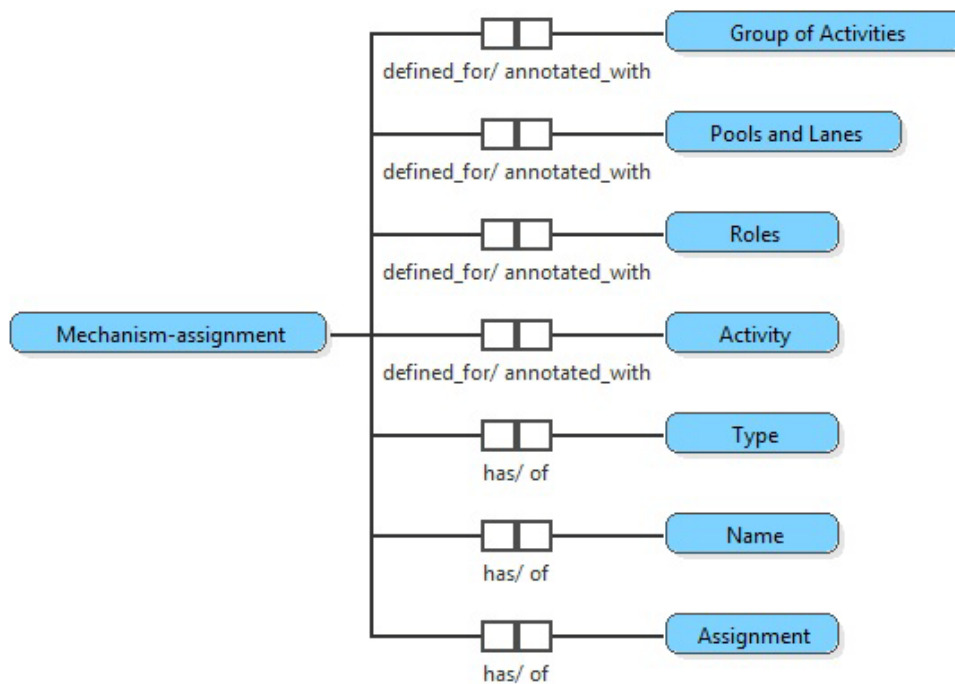 Group of Activities
defined_for/ annotated_with
Pools and Lanes
defined_for/ annotated_with
Roles
defined_for/ annotated_with
Mechanism-assignment
Activity
defined_for/ annotated_with
Type
has/ of
Name
has/ of
Assignment
has/ of